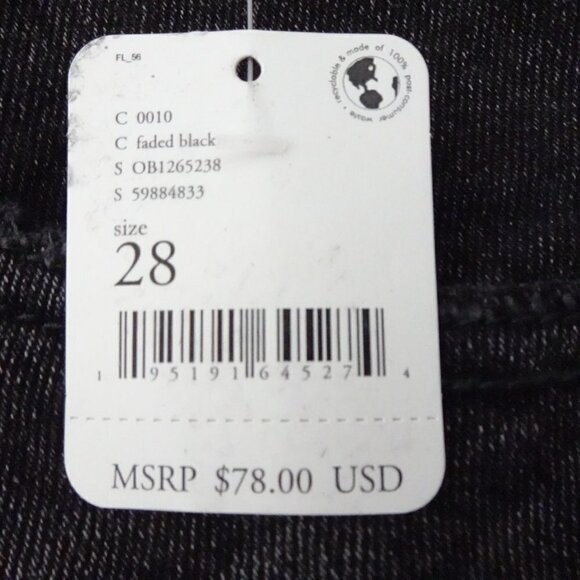 FL_56
recyclable & made of 100% post-consumer waste •
C 0010
C faded black
S OB1265238
S 59884833
size
28
1 95191 64527 4
MSRP $78.00 USD